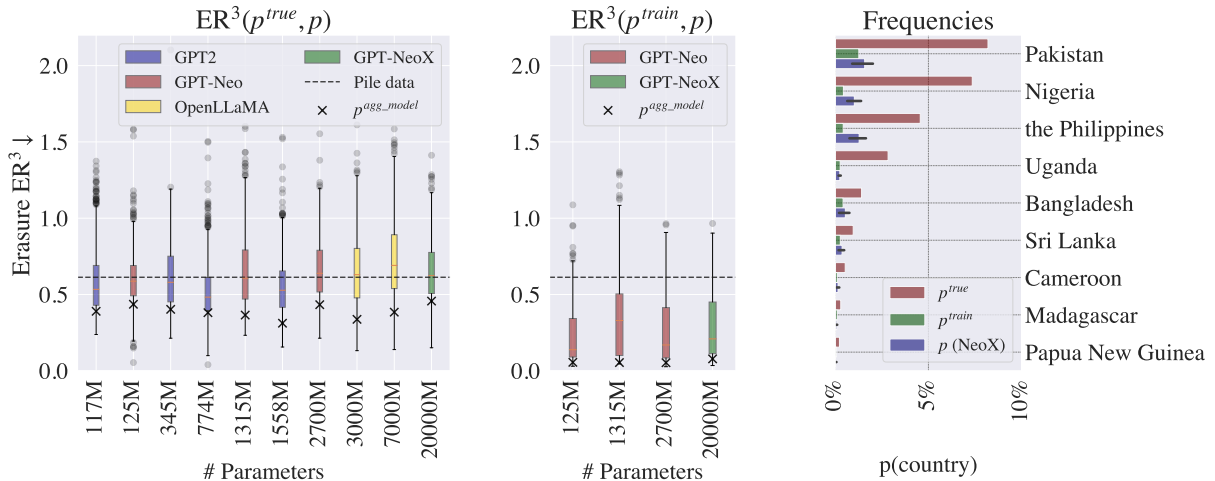 ER³(p^true, p)
Erasure ER³ ↓
2.0
1.5
1.0
0.5
0.0
GPT2
GPT-Neo
OpenLLaMA
GPT-NeoX
Pile data
p^agg_model
117M
125M
345M
774M
1315M
1558M
2700M
3000M
7000M
20000M
# Parameters
ER³(p^train, p)
2.0
1.5
1.0
0.5
0.0
GPT-Neo
GPT-NeoX
p^agg_model
125M
1315M
2700M
20000M
# Parameters
Frequencies
Pakistan
Nigeria
the Philippines
Uganda
Bangladesh
Sri Lanka
Cameroon
Madagascar
Papua New Guinea
p^true
p^train
p (NeoX)
0%
5%
10%
p(country)